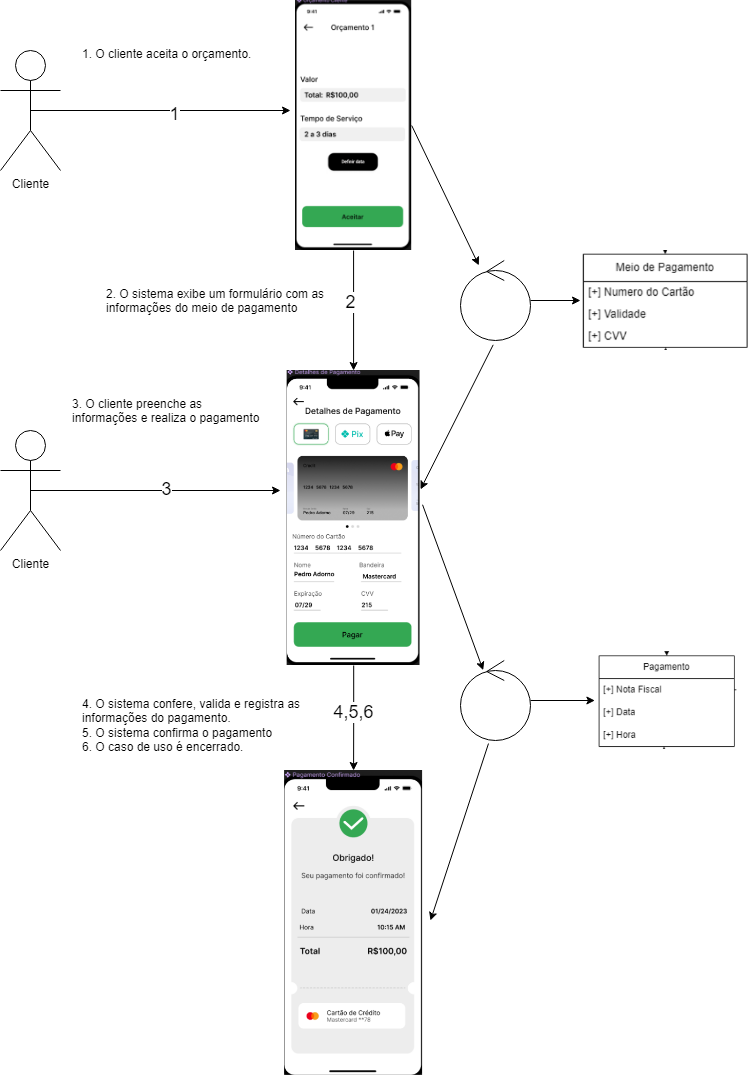 Orçamento Cliente
9:41
Orçamento 1
1. O cliente aceita o orçamento.
Valor
Total: R$100,00
1
Tempo de Serviço
2 a 3 dias
Definir data
Cliente
Aceitar
Meio de Pagamento
[+] Numero do Cartão
[+] Validade
[+] CVV
2. O sistema exibe um formulário com as
informações do meio de pagamento
2
Detalhes de Pagamento
9:41
Detalhes de Pagamento
3. O cliente preenche as
informações e realiza o pagamento
Pix
Pay
3
1234 5678 1234 5678
Pedro Adorno 07/29 215
Número do Cartão
1234 5678 1234 5678
Cliente
Nome Bandeira
Pedro Adorno Mastercard
Expiração CVV
07/29 215
Pagar
Pagamento
[+] Nota Fiscal
[+] Data
[+] Hora
4. O sistema confere, valida e registra as
informações do pagamento.
5. O sistema confirma o pagamento
6. O caso de uso é encerrado.
4,5,6
Pagamento Confirmado
9:41
Obrigado!
Seu pagamento foi confirmado!
Data 01/24/2023
Hora 10:15 AM
Total R$100,00
Cartão de Crédito
Mastercard **78